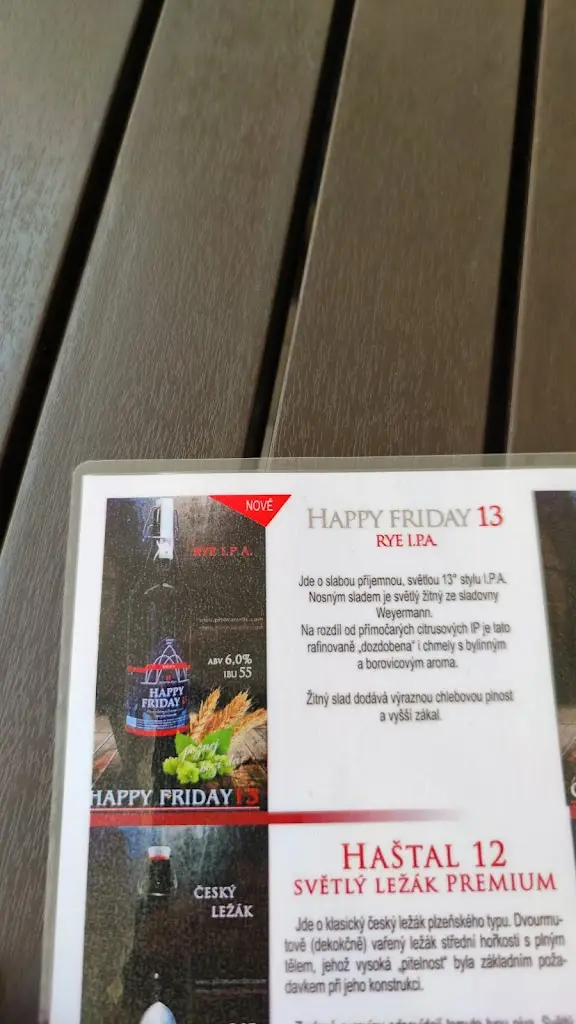 NOVÉ
RYE I.P.A.
ABV 6,0%
IBU 55
HAPPY
FRIDAY 13
HAPPY FRIDAY 13
HAPPY FRIDAY 13
RYE I.P.A.
Jde o slabou příjemnou, světlou 13° stylu I.P.A.
Nosným sladem je světlý žitný ze sladovny
Weyermann.
Na rozdíl od přímočarých citrusových IP je tato
rafinovaně „dozdobena“ i chmely s bylinným
a borovicovým aroma.
Žitný slad dodává výraznou chlebovou plnost
a vyšší zákal.
ČESKÝ
LEŽÁK
HAŠTAL 12
SVĚTLÝ LEŽÁK PREMIUM
Jde o klasický český ležák plzeňského typu. Dvourmu-
tově (dekokčně) vařený ležák střední hořkosti s plným
tělem, jehož vysoká „pitelnost“ byla základním poža-
davkem při jeho konstrukci.